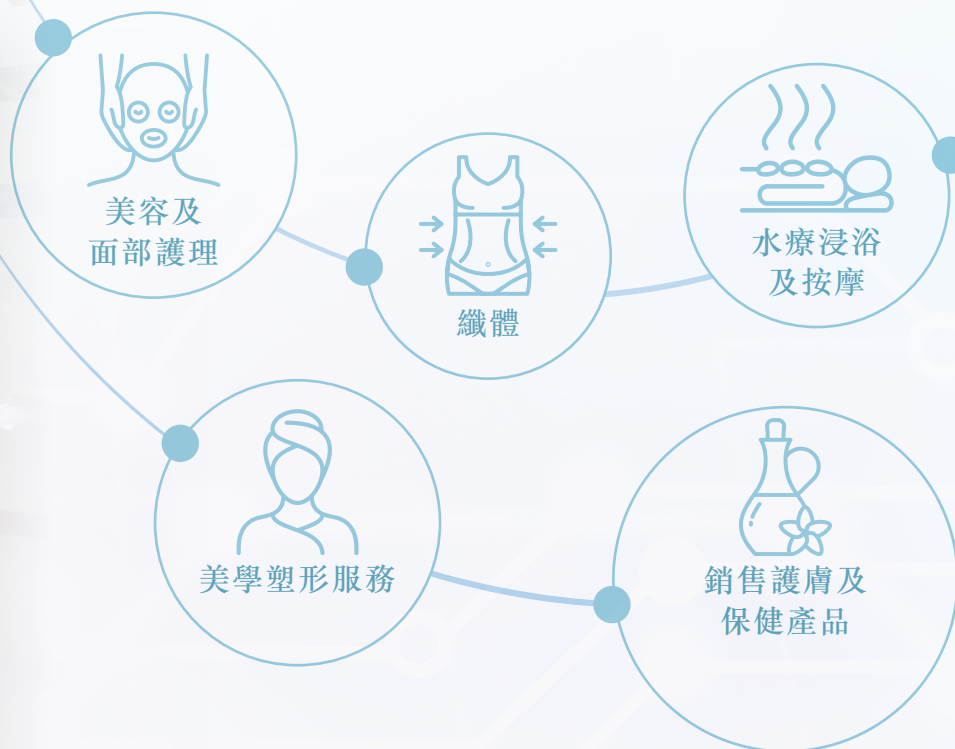 美容及
面部護理
纖體
水療浸浴
及按摩
美學塑形服務
銷售護膚及
保健產品